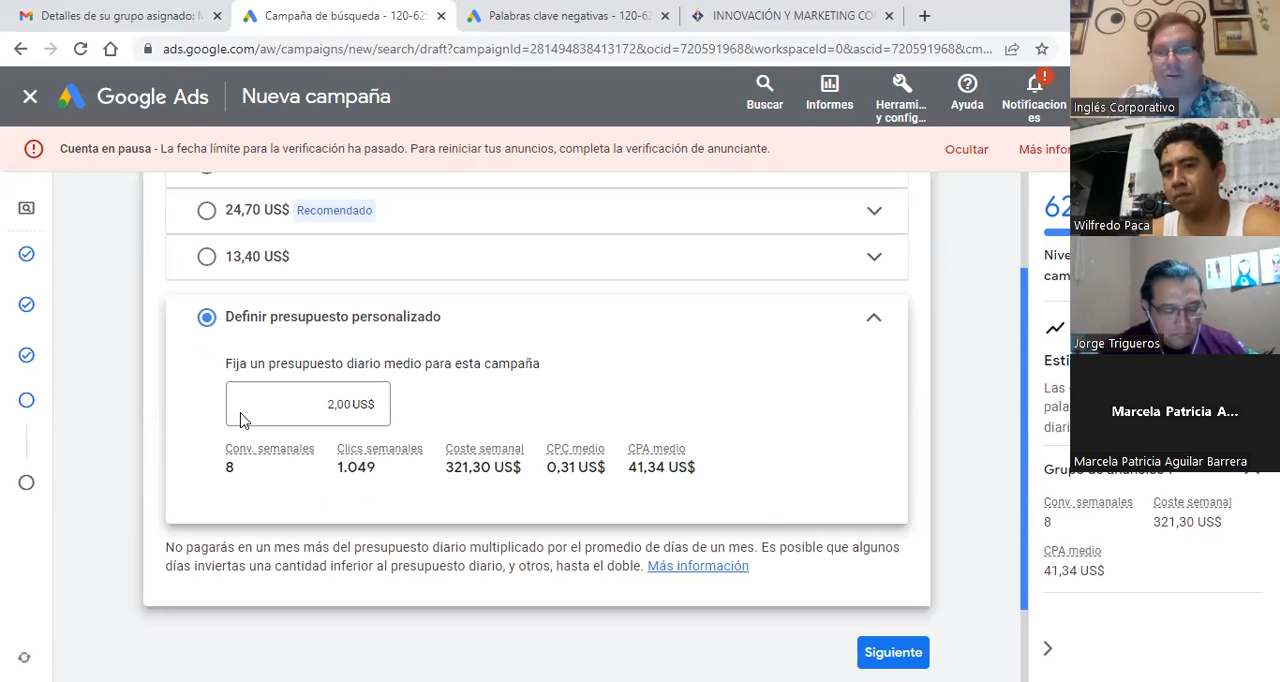 Detalles de su grupo asignado: M
Campaña de búsqueda - 120-625
Palabras clave negativas - 120-62
INNOVACIÓN Y MARKETING CO
ads.google.com/aw/campaigns/new/search/draft?campaignId=281494838413172&ocid=720591968&workspaceId=0&ascid=720591968&cm...
Google Ads
Nueva campaña
Buscar
Informes
Herrami...
y config...
Ayuda
Notificacion
es
Cuenta en pausa - La fecha límite para la verificación ha pasado. Para reiniciar tus anuncios, completa la verificación de anunciante.
Ocultar
Más infor
24,70 US$ Recomendado
13,40 US$
Definir presupuesto personalizado
Fija un presupuesto diario medio para esta campaña
2,00 US$
Conv. semanales Clics semanales Coste semanal CPC medio CPA medio
8 1.049 321,30 US$ 0,31 US$ 41,34 US$
No pagarás en un mes más del presupuesto diario multiplicado por el promedio de días de un mes. Es posible que algunos
días inviertas una cantidad inferior al presupuesto diario, y otros, hasta el doble. Más información
Siguiente
Nive
cam
Esti
Las
pala
diari
Conv. semanales Coste semanal
8 321,30 US$
CPA medio
41,34 US$
Inglés Corporativo
Wilfredo Paca
Jorge Trigueros
Marcela Patricia A...
Marcela Patricia Aguilar Barrera